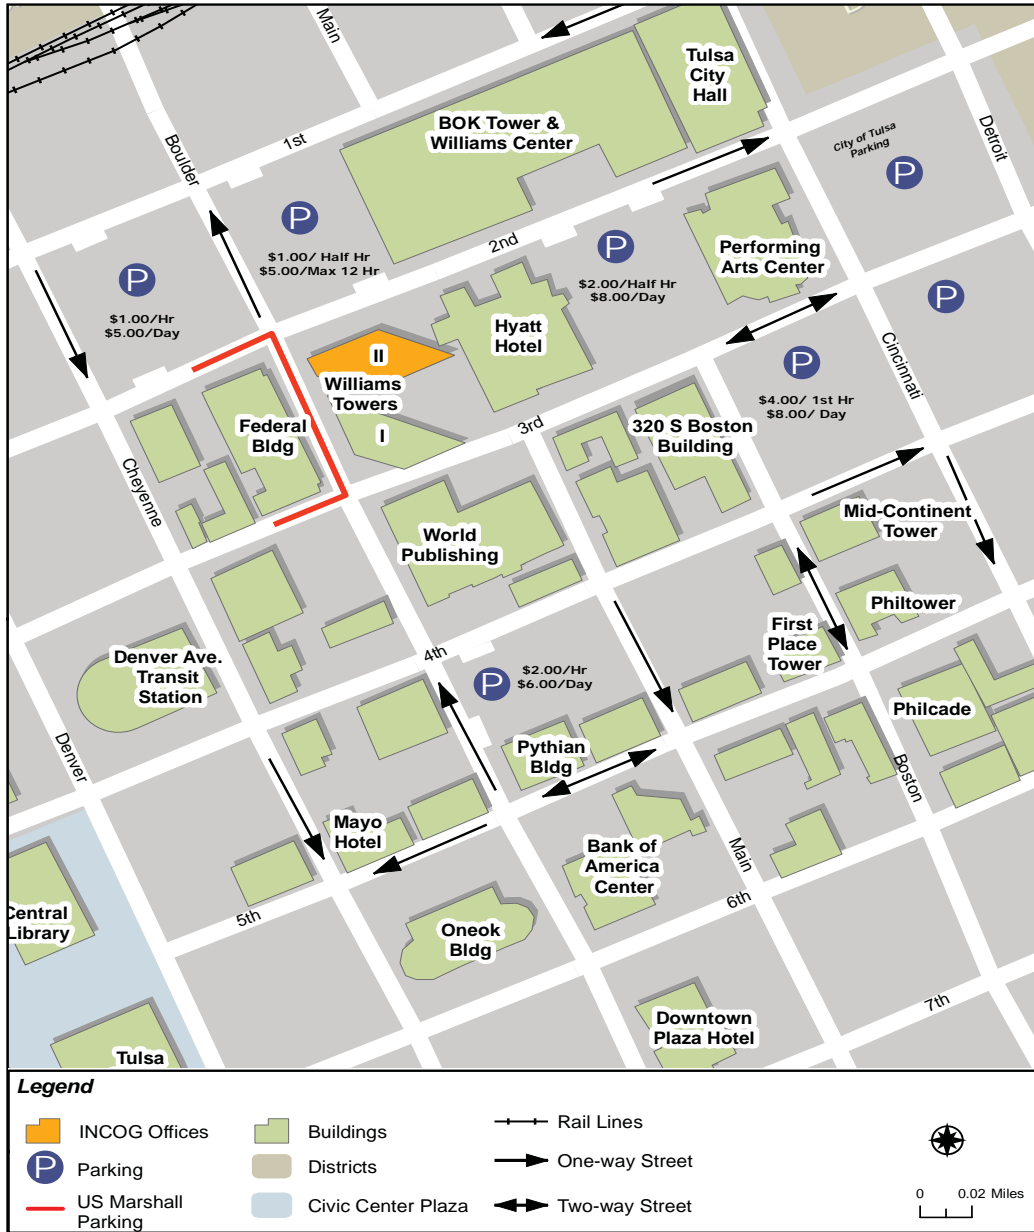 Main
Tulsa
City
Hall
BOK Tower &
Williams Center
1st
Boulder
Detroit
City of Tulsa
Parking
P
P
$1.00/ Half Hr
$5.00/Max 12 Hr
2nd
P
$2.00/Half Hr
$8.00/Day
Performing
Arts Center
P
$1.00/Hr
$5.00/Day
P
Hyatt
Hotel
II
Williams
Towers
I
Cincinnati
P
$4.00/ 1st Hr
$8.00/ Day
Federal
Bldg
3rd
320 S Boston
Building
Cheyenne
World
Publishing
Mid-Continent
Tower
Philtower
First
Place
Tower
4th
Denver Ave.
Transit
Station
P
$2.00/Hr
$6.00/Day
Philcade
Denver
Pythian
Bldg
Boston
Mayo
Hotel
Bank of
America
Center
Main
5th
6th
Central
Library
Oneok
Bldg
7th
Downtown
Plaza Hotel
Tulsa
Legend
INCOG Offices
P
Parking
US Marshall
Parking
Buildings
Districts
Civic Center Plaza
Rail Lines
One-way Street
Two-way Street
0 0.02 Miles